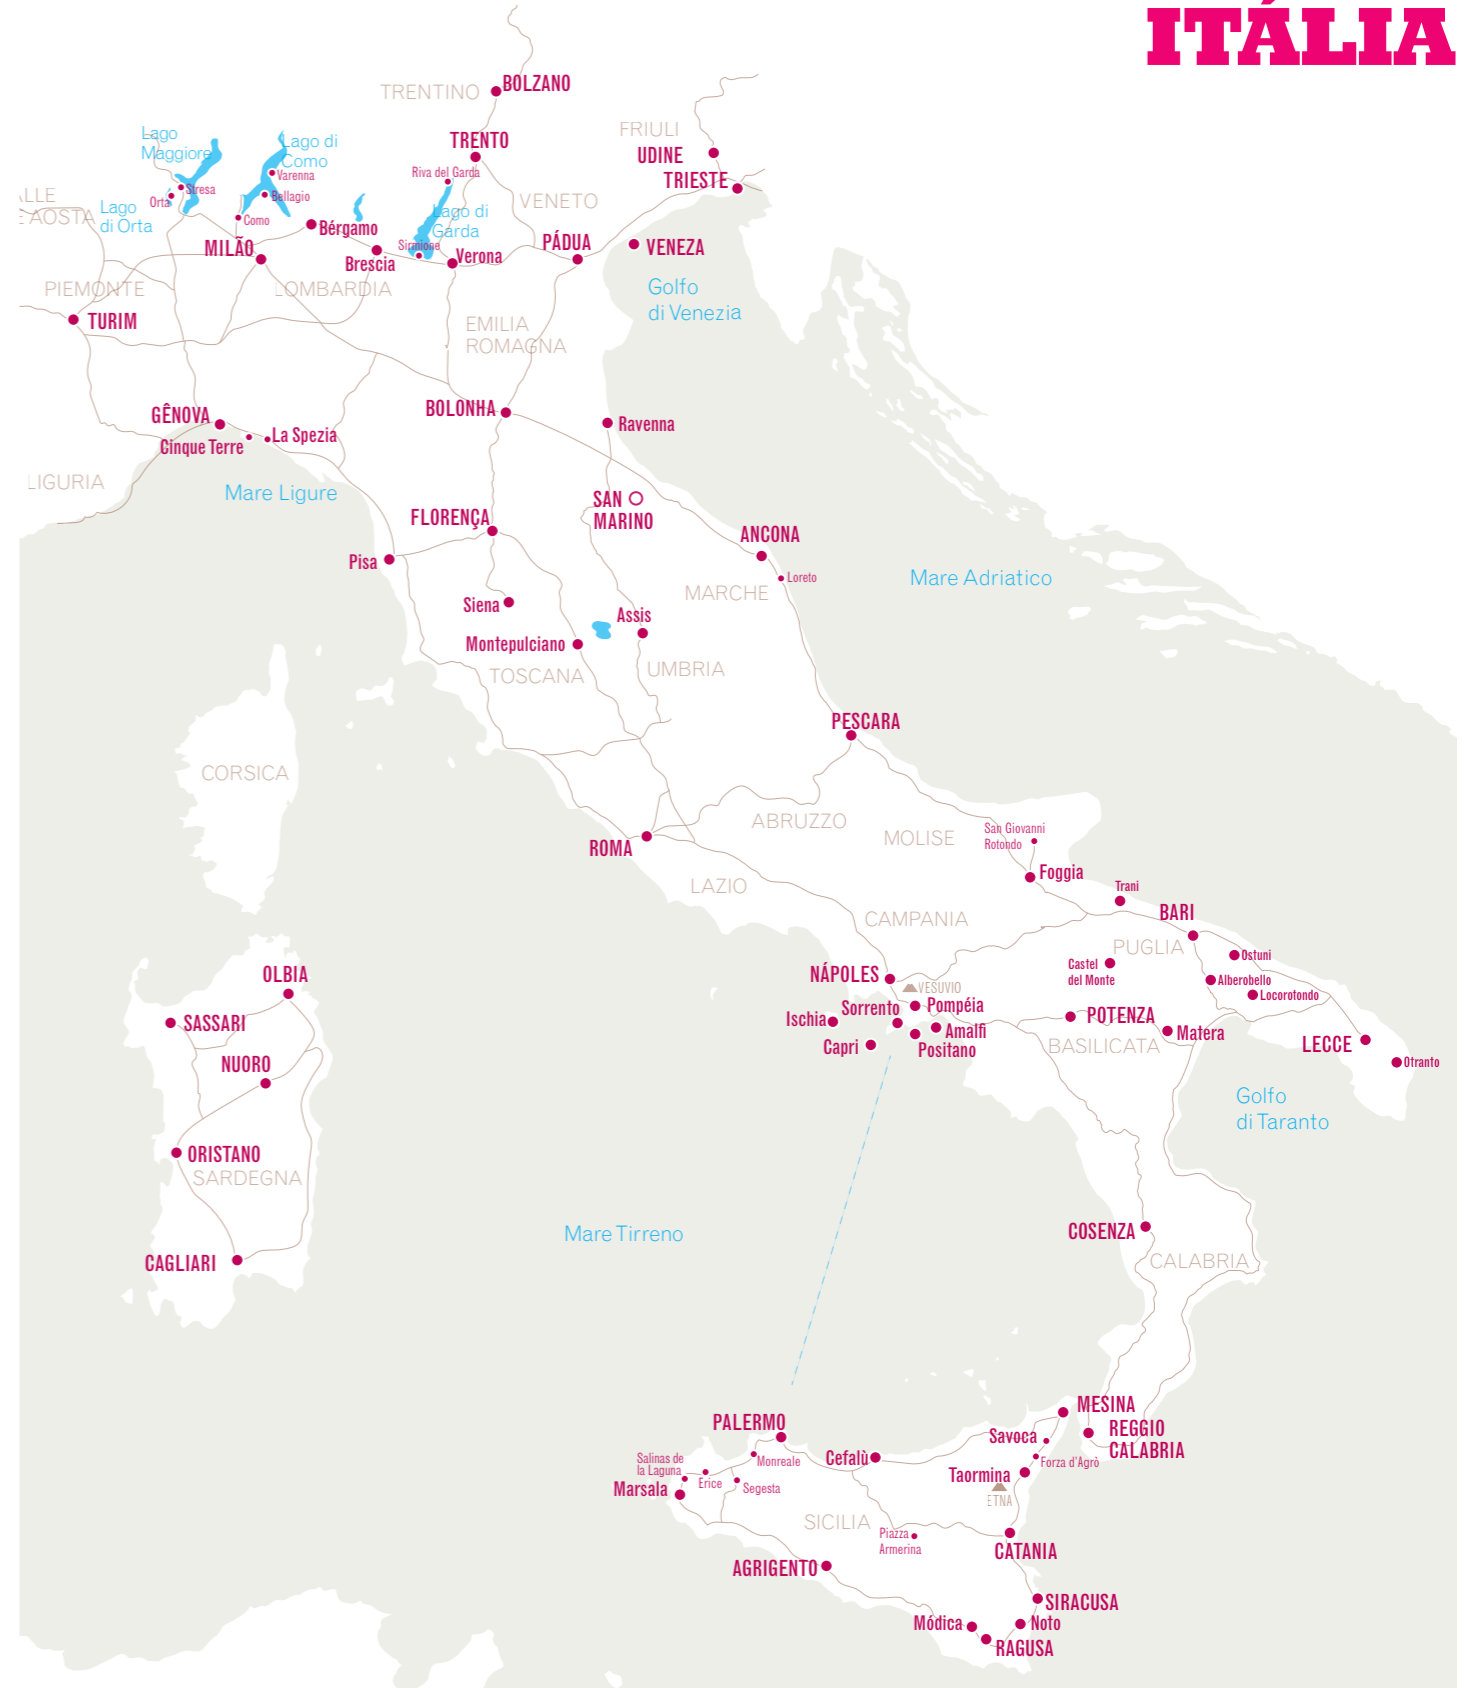 ITÁLIA
BOLZANO
TRENTINO
FRIULI
TRENTO
UDINE
Lago
Maggiore
Lago di
Como
Varenna
Riva del Garda
TRIESTE
Stresa
Bellagio
Orta
VENETO
Lago
di Orta
Como
Lago di
Garda
Bérgamo
MILÃO
Sirmione
PÁDUA
VENEZA
Brescia
Verona
PIEMONTE
LOMBARDIA
Golfo
di Venezia
TURIM
EMILIA
ROMAGNA
GÊNOVA
BOLONHA
Ravenna
Cinque Terre
La Spezia
LIGURIA
Mare Ligure
SAN
MARINO
FLORENÇA
ANCONA
Pisa
Loreto
Mare Adriatico
MARCHE
Siena
Assis
Montepulciano
TOSCANA
UMBRIA
PESCARA
CORSICA
ABRUZZO
MOLISE
San Giovanni
Rotondo
ROMA
Foggia
LAZIO
Trani
BARI
CAMPANIA
PUGLIA
Ostuni
Castel
del Monte
OLBIA
NÁPOLES
Alberobello
VESUVIO
Locorotondo
Sorrento
Pompéia
Ischia
POTENZA
SASSARI
Amalfi
Matera
Capri
Positano
BASILICATA
LECCE
Otranto
NUORO
Golfo
di Taranto
ORISTANO
SARDEGNA
Mare Tirreno
COSENZA
CALABRIA
CAGLIARI
MESINA
PALERMO
REGGIO
CALABRIA
Savoca
Cefalù
Salinas de
la Laguna
Monreale
Forza d'Agrò
Taormina
Erice
Segesta
Marsala
ETNA
SICILIA
Piazza
Armerina
CATANIA
AGRIGENTO
SIRACUSA
Módica
Noto
RAGUSA